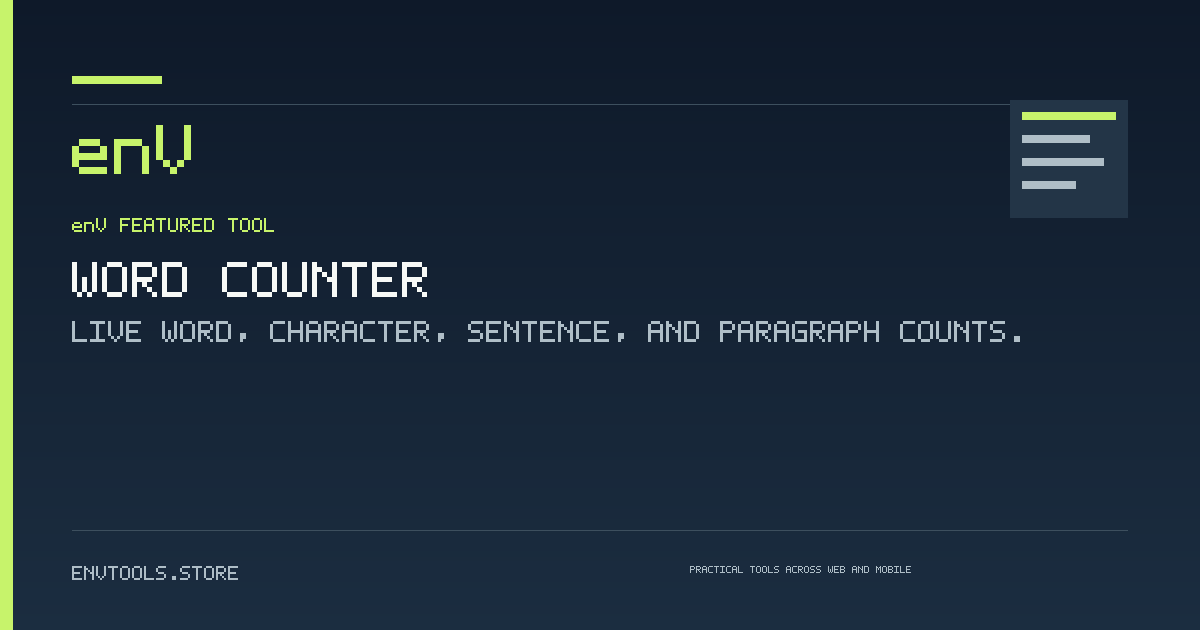 enV
enV FEATURED TOOL
WORD COUNTER
LIVE WORD, CHARACTER, SENTENCE, AND PARAGRAPH COUNTS.
ENVTOOLS.STORE
PRACTICAL TOOLS ACROSS WEB AND MOBILE